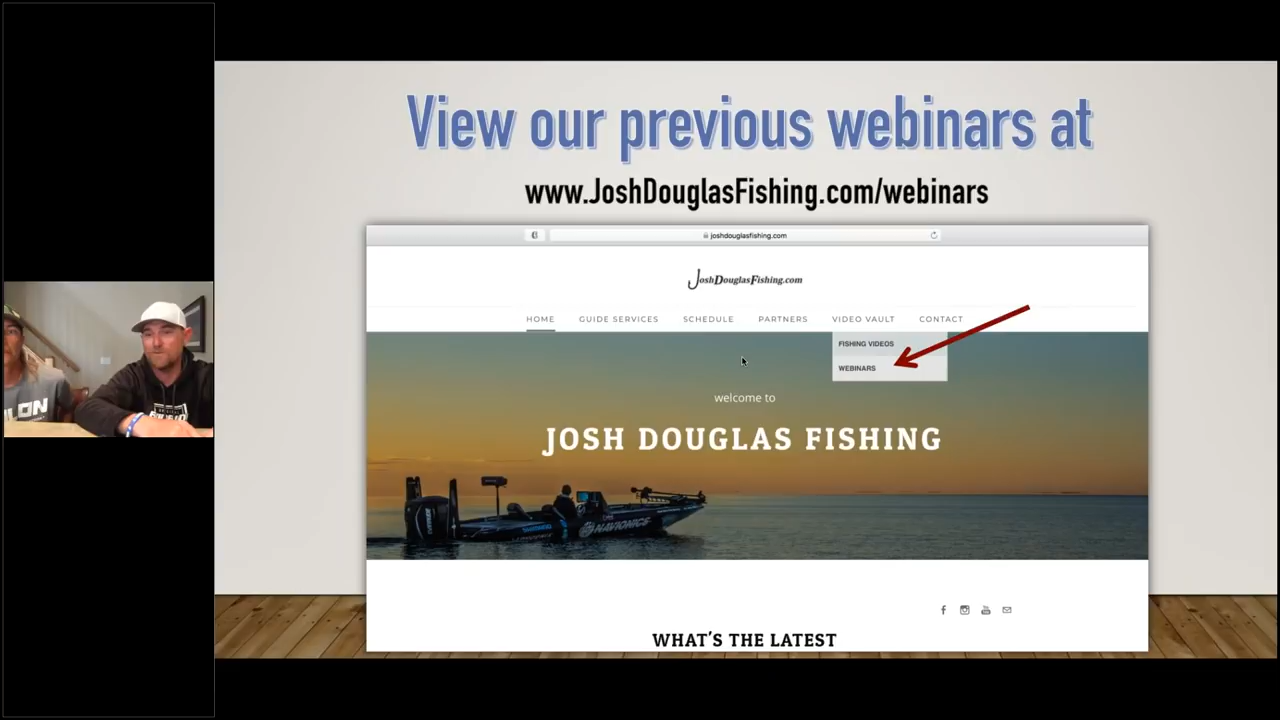 View our previous webinars at
www.JoshDouglasFishing.com/webinars
joshdouglasfishing.com
JoshDouglasFishing.com
HOME GUIDE SERVICES SCHEDULE PARTNERS VIDEO VAULT CONTACT
FISHING VIDEOS
WEBINARS
welcome to
JOSH DOUGLAS FISHING
NAVIONICS
WHAT'S THE LATEST